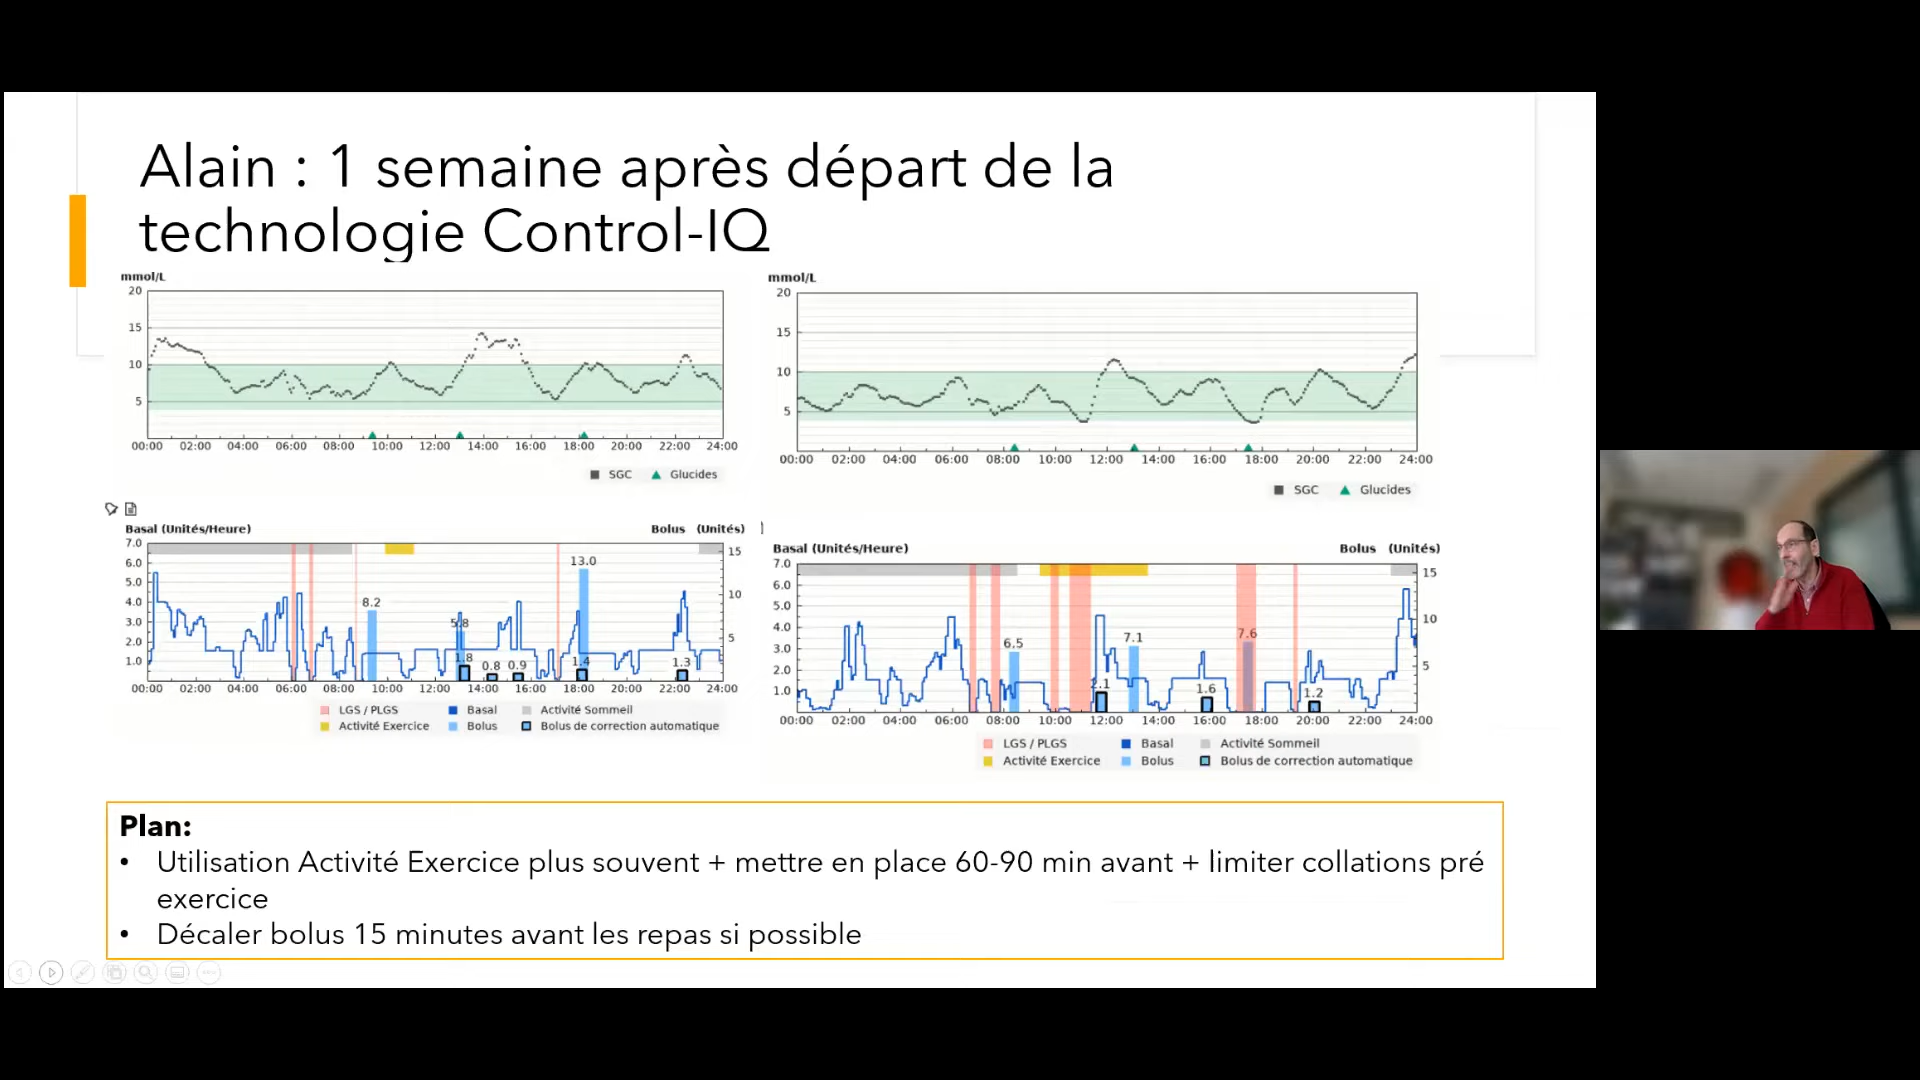 Alain : 1 semaine après départ de la
technologie Control-IQ
mmol/L
20
15
10
5
00:00 02:00 04:00 06:00 08:00 10:00 12:00 14:00 16:00 18:00 20:00 22:00 24:00
SGC Glucides
mmol/L
20
15
10
5
00:00 02:00 04:00 06:00 08:00 10:00 12:00 14:00 16:00 18:00 20:00 22:00 24:00
SGC Glucides
Basal (Unités/Heure) Bolus (Unités)
7.0
6.0
5.0
4.0
3.0
2.0
1.0
15
10
5
8.2
5.8
1.8
0.8
0.9
13.0
1.4
1.3
00:00 02:00 04:00 06:00 08:00 10:00 12:00 14:00 16:00 18:00 20:00 22:00 24:00
LGS / PLGS Basal Activité Sommeil
Activité Exercice Bolus Bolus de correction automatique
Basal (Unités/Heure) Bolus (Unités)
7.0
6.0
5.0
4.0
3.0
2.0
1.0
15
10
5
6.5
2.1
7.1
1.6
7.6
1.2
00:00 02:00 04:00 06:00 08:00 10:00 12:00 14:00 16:00 18:00 20:00 22:00 24:00
LGS / PLGS Basal Activité Sommeil
Activité Exercice Bolus Bolus de correction automatique
Plan:
• Utilisation Activité Exercice plus souvent + mettre en place 60-90 min avant + limiter collations pré
exercice
• Décaler bolus 15 minutes avant les repas si possible